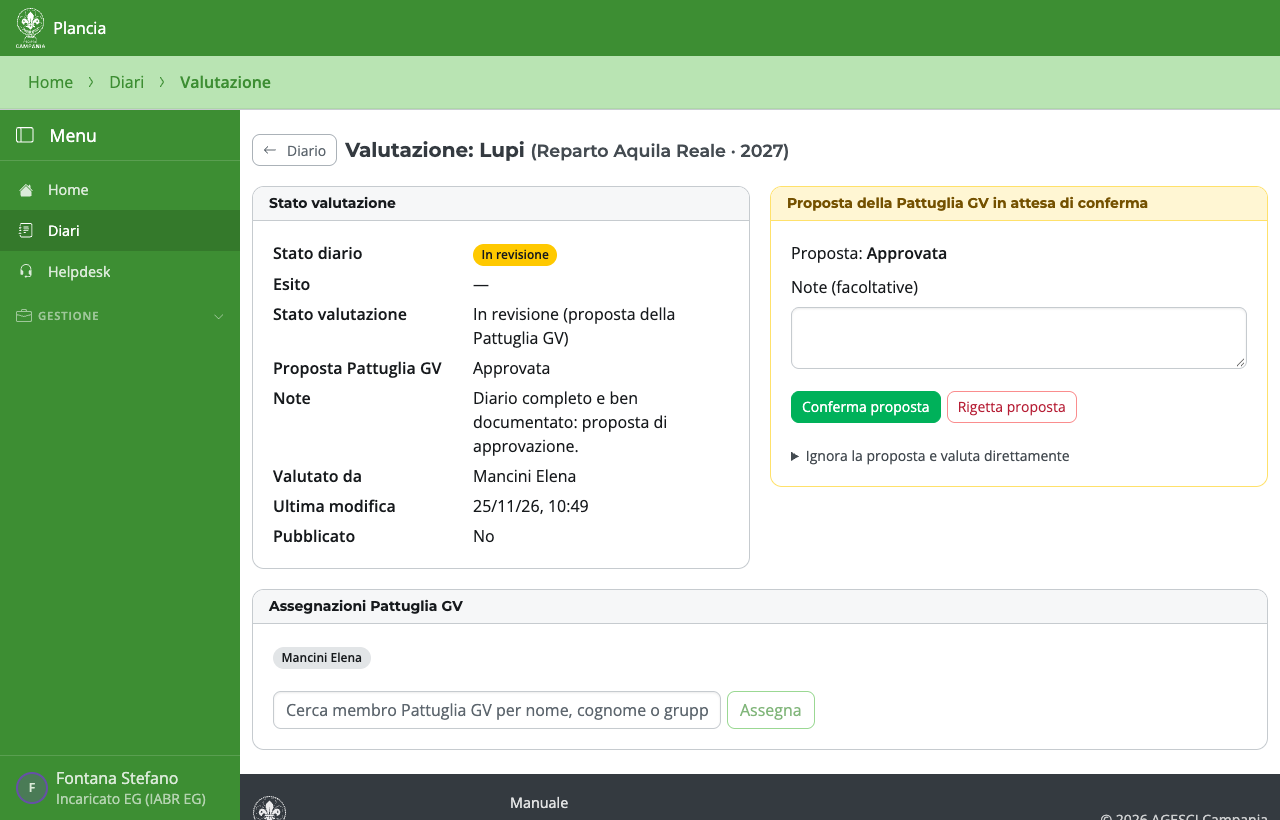 CAMPANIA
Plancia
Home
Diari
Valutazione
Menu
Home
Diari
Helpdesk
GESTIONE
F
Fontana Stefano
Incaricato EG (IABR EG)
← Diario
Valutazione: Lupi (Reparto Aquila Reale · 2027)
Stato valutazione
Stato diario
In revisione
Esito
—
Stato valutazione
In revisione (proposta della
Pattuglia GV)
Proposta Pattuglia GV
Approvata
Note
Diario completo e ben
documentato: proposta di
approvazione.
Valutato da
Mancini Elena
Ultima modifica
25/11/26, 10:49
Pubblicato
No
Proposta della Pattuglia GV in attesa di conferma
Proposta: Approvata
Note (facoltative)
Conferma proposta
Rigetta proposta
Ignora la proposta e valuta direttamente
Assegnazioni Pattuglia GV
Mancini Elena
Cerca membro Pattuglia GV per nome, cognome o grupp
Assegna
Manuale
© 2026 AGESCI Campania